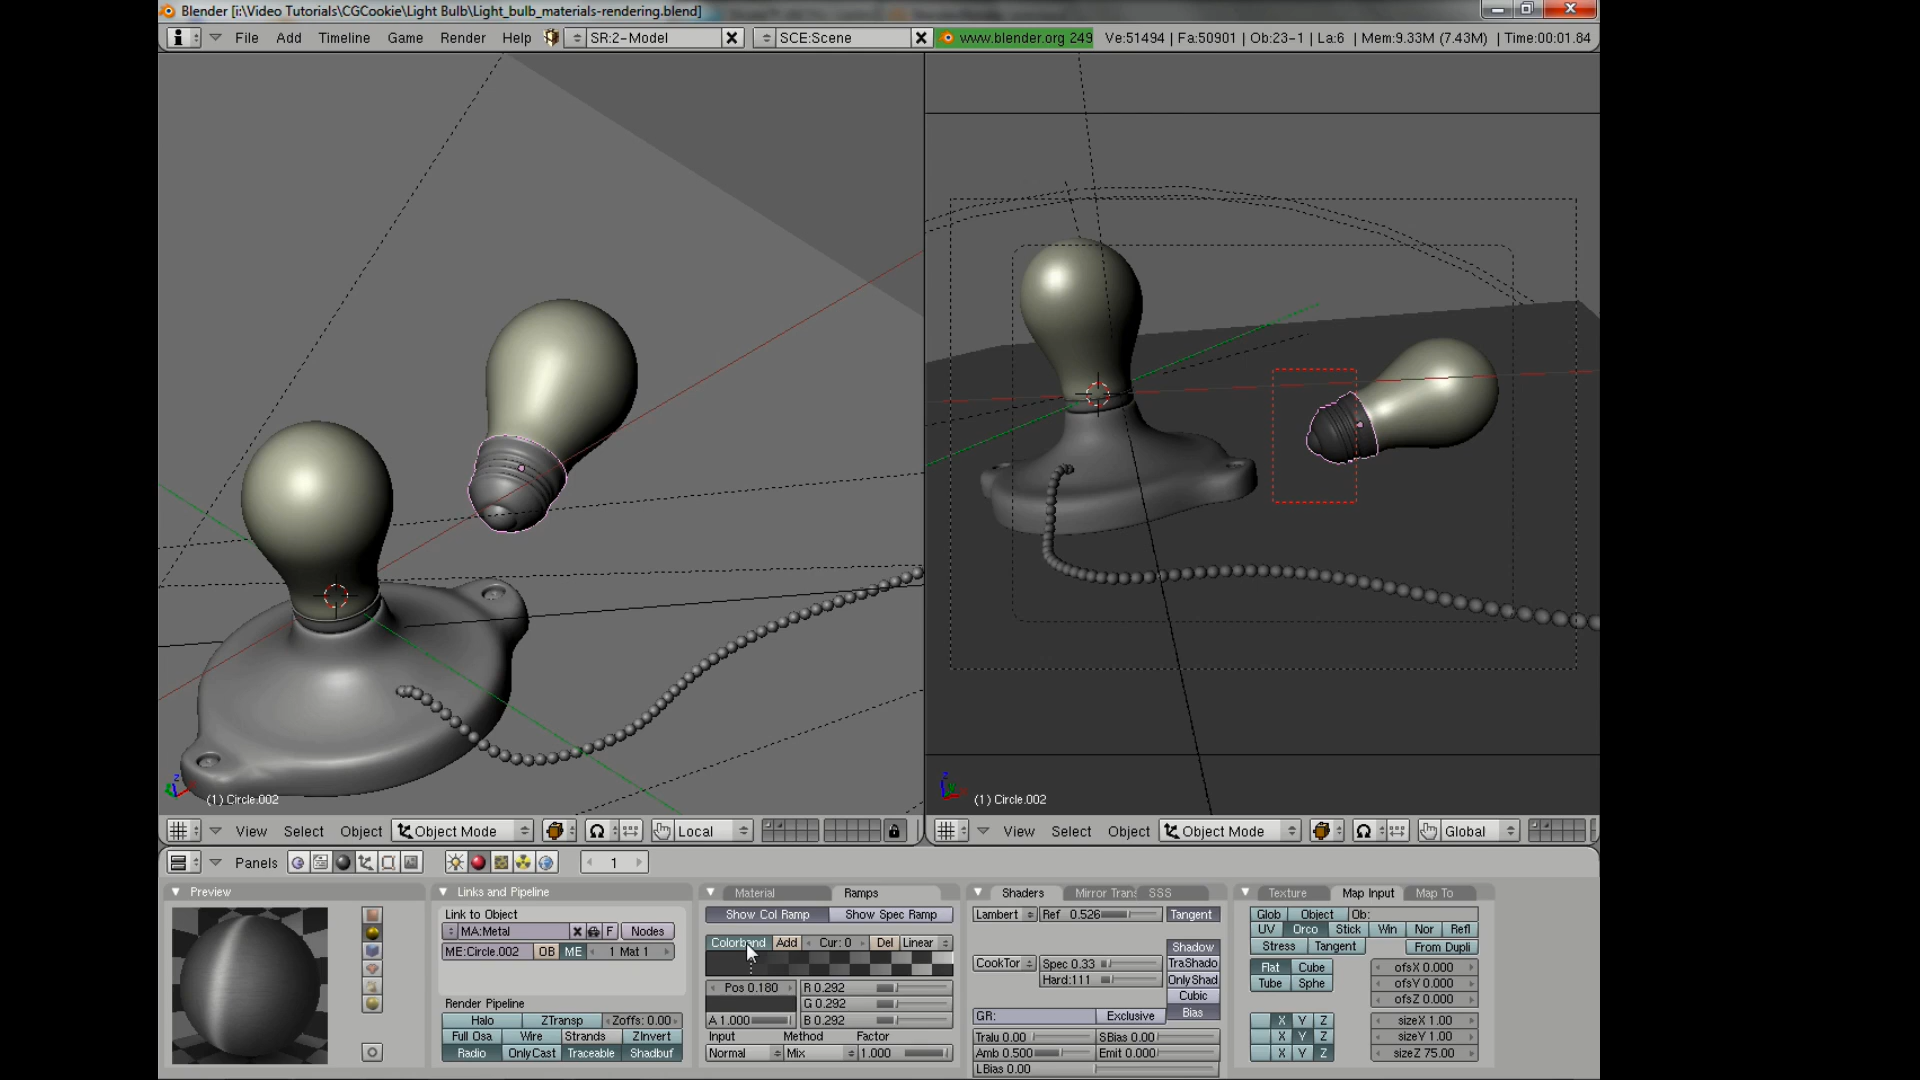 Blender [i:\Video Tutorials\CGCookie\Light Bulb\Light_bulb_materials-rendering.blend]
File Add Timeline Game Render Help SR:2-Model SCE:Scene www.blender.org 249 Ve:51494 | Fa:50901 | Ob:23-1 | La:6 | Mem:9.33M (7.43M) | Time:00:01.84
(1) Circle.002
(1) Circle.002
View Select Object Object Mode Local
View Select Object Object Mode Global
Panels 1
Preview
Links and Pipeline
Link to Object
MA:Metal F Nodes
ME:Circle.002 OB ME 1 Mat 1
Render Pipeline
Halo ZTransp Zoffs: 0.00
Full Osa Wire Strands ZInvert
Radio OnlyCast Traceable Shadbuf
Material Ramps
Show Col Ramp Show Spec Ramp
Colorband Add Cur: 0 Del Linear
Pos 0.180 R 0.292
G 0.292
A 1.000 B 0.292
Input Method Factor
Normal Mix 1.000
Shaders Mirror Trans SSS
Lambert Ref 0.526 Tangent
Shadow
CookTor Spec 0.33 TraShado
Hard:111 OnlyShad
Cubic
GR: Exclusive Bias
Tralu 0.00 SBias 0.00
Amb 0.500 Emit 0.000
LBias 0.00
Texture Map Input Map To
Glob Object Ob:
UV Orco Stick Win Nor Refl
Stress Tangent From Dupli
Flat Cube ofsX 0.000
Tube Sphe ofsY 0.000
ofsZ 0.000
X Y Z sizeX 1.00
X Y Z sizeY 1.00
X Y Z sizeZ 75.00